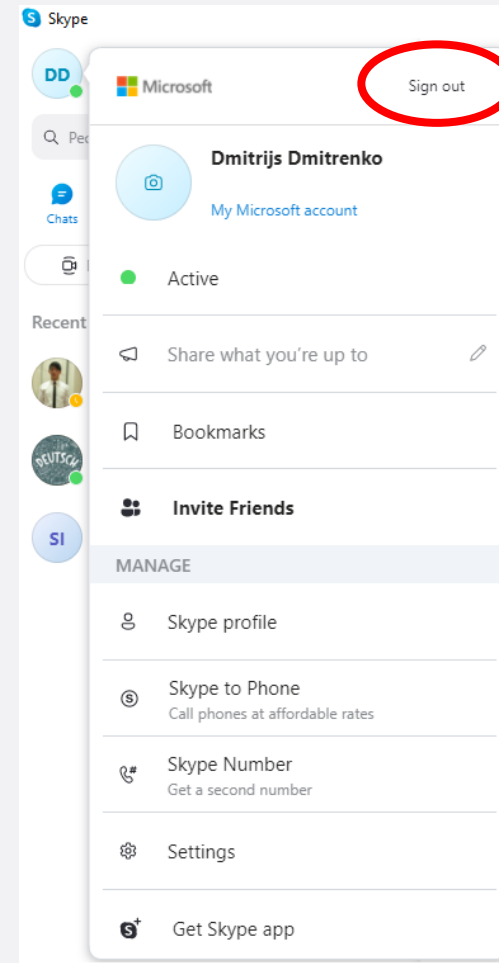 Skype
DD
Microsoft
Sign out
Pe
Dmitrijs Dmitrenko
My Microsoft account
Chats
Active
Recent
Share what you're up to
DEUTSCH
Bookmarks
Invite Friends
SI
MANAGE
Skype profile
Skype to Phone
Call phones at affordable rates
Skype Number
Get a second number
Settings
Get Skype app